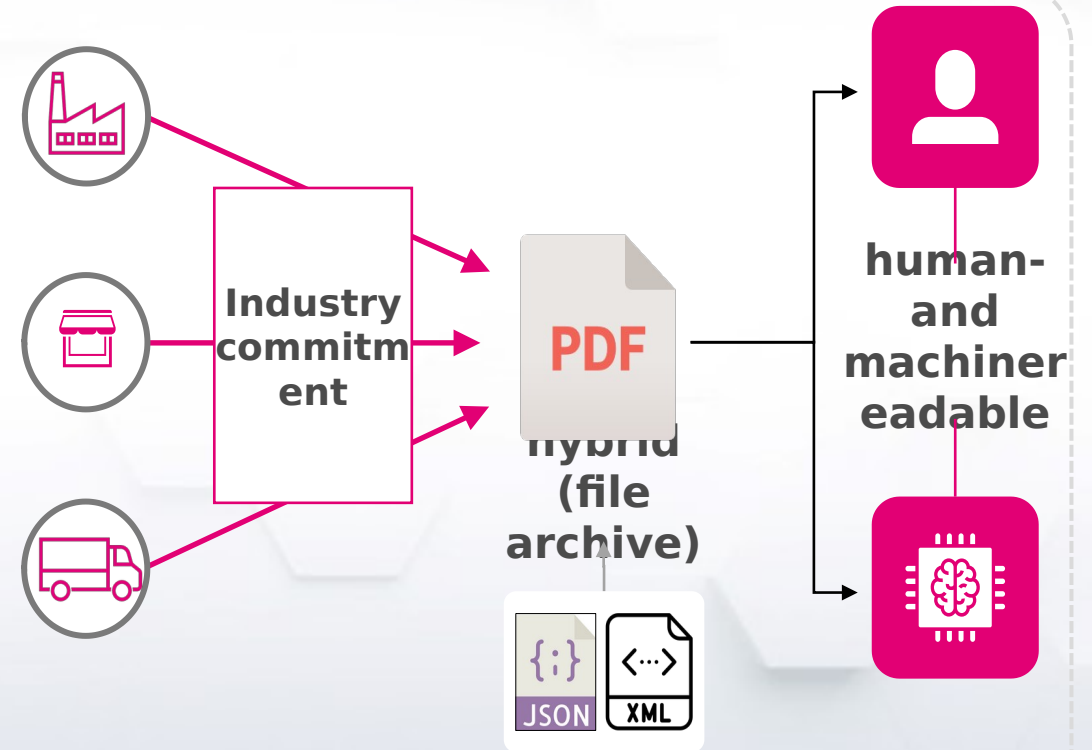 Industry
commitm
ent
PDF
hybrid
(file
archive)
{;}
JSON
<···>
XML
human-
and
machiner
eadable